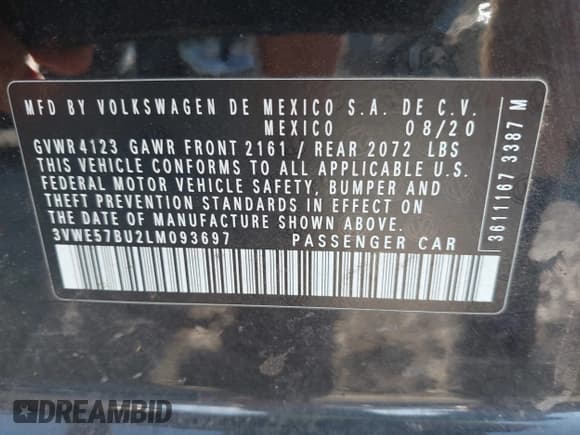 MFD BY VOLKSWAGEN DE MEXICO S.A. DE C.V.
MEXICO 08/20
GVWR 4123 GAWR FRONT 2161 / REAR 2072 LBS
THIS VEHICLE CONFORMS TO ALL APPLICABLE U.S.
FEDERAL MOTOR VEHICLE SAFETY, BUMPER AND
THEFT PREVENTION STANDARDS IN EFFECT ON
THE DATE OF MANUFACTURE SHOWN ABOVE.
3VWE57BU2LM093697 PASSENGER CAR
3611167 3387 M
DREAMBID